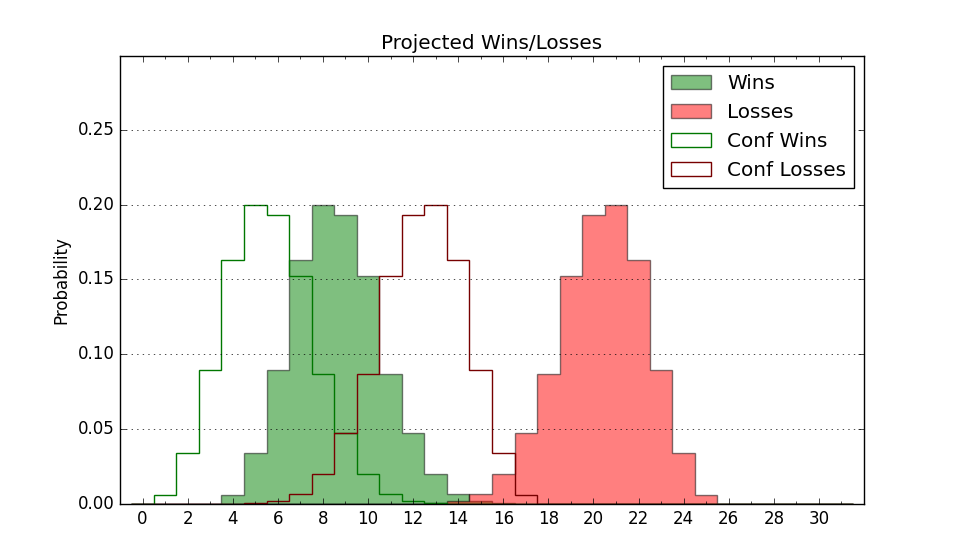 Projected Wins/Losses
Wins
Losses
Conf Wins
Conf Losses
Probability
0.25
0.20
0.15
0.10
0.05
0.00
0 2 4 6 8 10 12 14 16 18 20 22 24 26 28 30